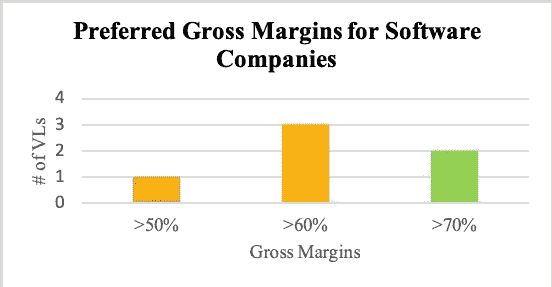 Preferred Gross Margins for Software
Companies
# of VLs
4
3
2
1
0
>50%
>60%
>70%
Gross Margins